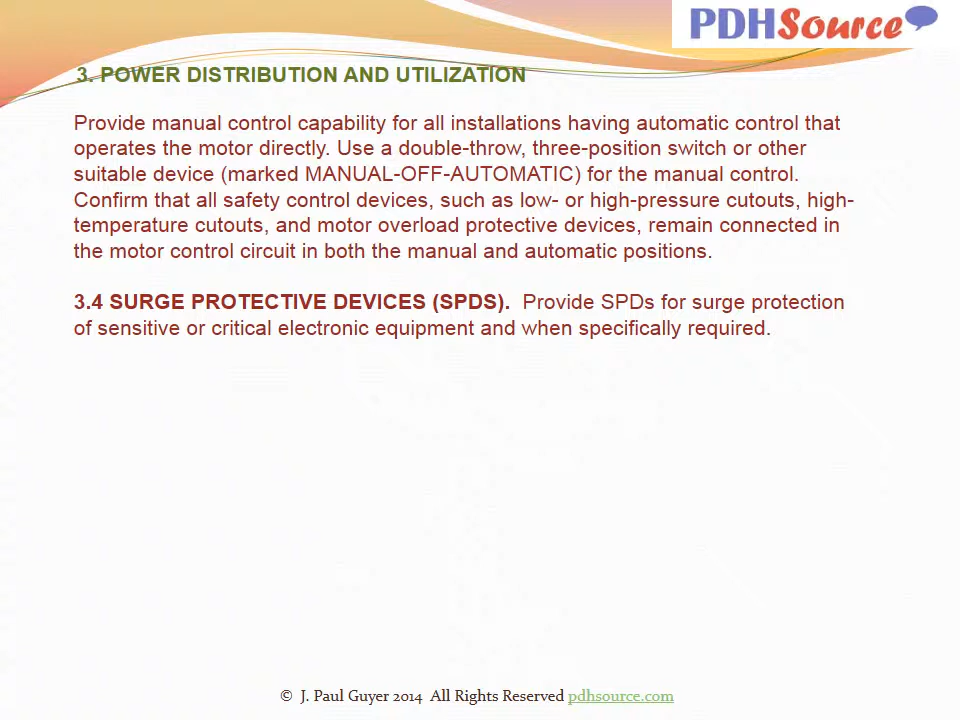 PDHSource
3. POWER DISTRIBUTION AND UTILIZATION
Provide manual control capability for all installations having automatic control that
operates the motor directly. Use a double-throw, three-position switch or other
suitable device (marked MANUAL-OFF-AUTOMATIC) for the manual control.
Confirm that all safety control devices, such as low- or high-pressure cutouts, high-
temperature cutouts, and motor overload protective devices, remain connected in
the motor control circuit in both the manual and automatic positions.
3.4 SURGE PROTECTIVE DEVICES (SPDS). Provide SPDs for surge protection
of sensitive or critical electronic equipment and when specifically required.
© J. Paul Guyer 2014 All Rights Reserved pdhsource.com